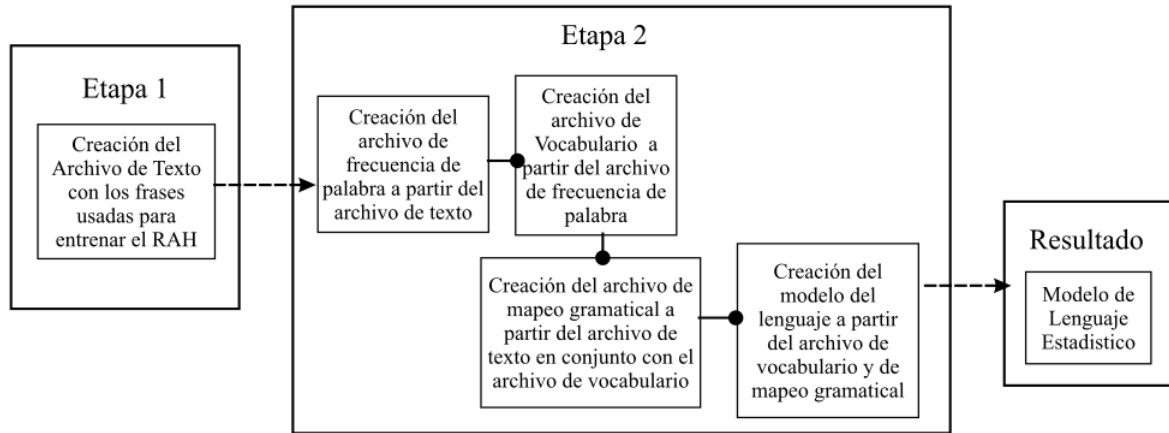 Etapa 1
Creación del
Archivo de Texto
con los frases
usadas para
entrenar el RAH
Etapa 2
Creación del
archivo de
frecuencia de
palabra a partir del
archivo de texto
Creación del
archivo de
Vocabulario a
partir del archivo
de frecuencia de
palabra
Creación del archivo de
mapeo gramatical a
partir del archivo de
texto en conjunto con el
archivo de vocabulario
Creación del
modelo del
lenguaje a partir
del archivo de
vocabulario y de
mapeo gramatical
Resultado
Modelo de
Lenguaje
Estadistico